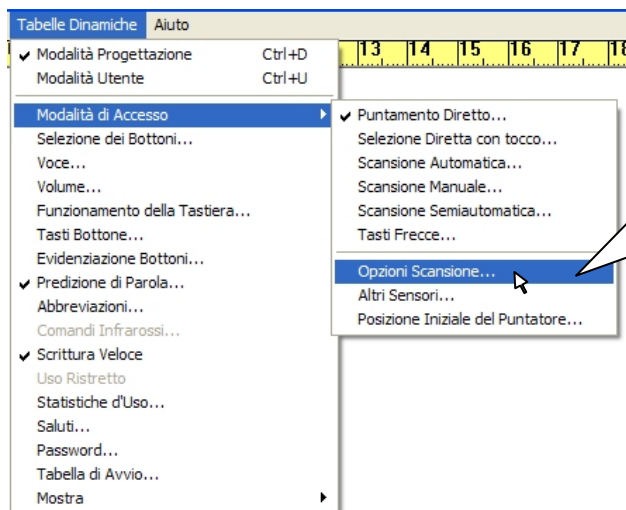 Tabelle Dinamiche Aiuto
13 14 15 16 17
Modalità Progettazione Ctrl+D
Modalità Utente Ctrl+U
Modalità di Accesso
Selezione dei Bottoni...
Voce...
Volume...
Funzionamento della Tastiera...
Tasti Bottone...
Evidenziazione Bottoni...
Predizione di Parola...
Abbreviazioni...
Comandi Infrarossi...
Scrittura Veloce
Uso Ristretto
Statistiche d'Uso...
Saluti...
Password...
Tabella di Avvio...
Mostra
Puntamento Diretto...
Selezione Diretta con tocco...
Scansione Automatica...
Scansione Manuale...
Scansione Semiautomatica...
Tasti Frecce...
Opzioni Scansione...
Altri Sensori...
Posizione Iniziale del Puntatore...